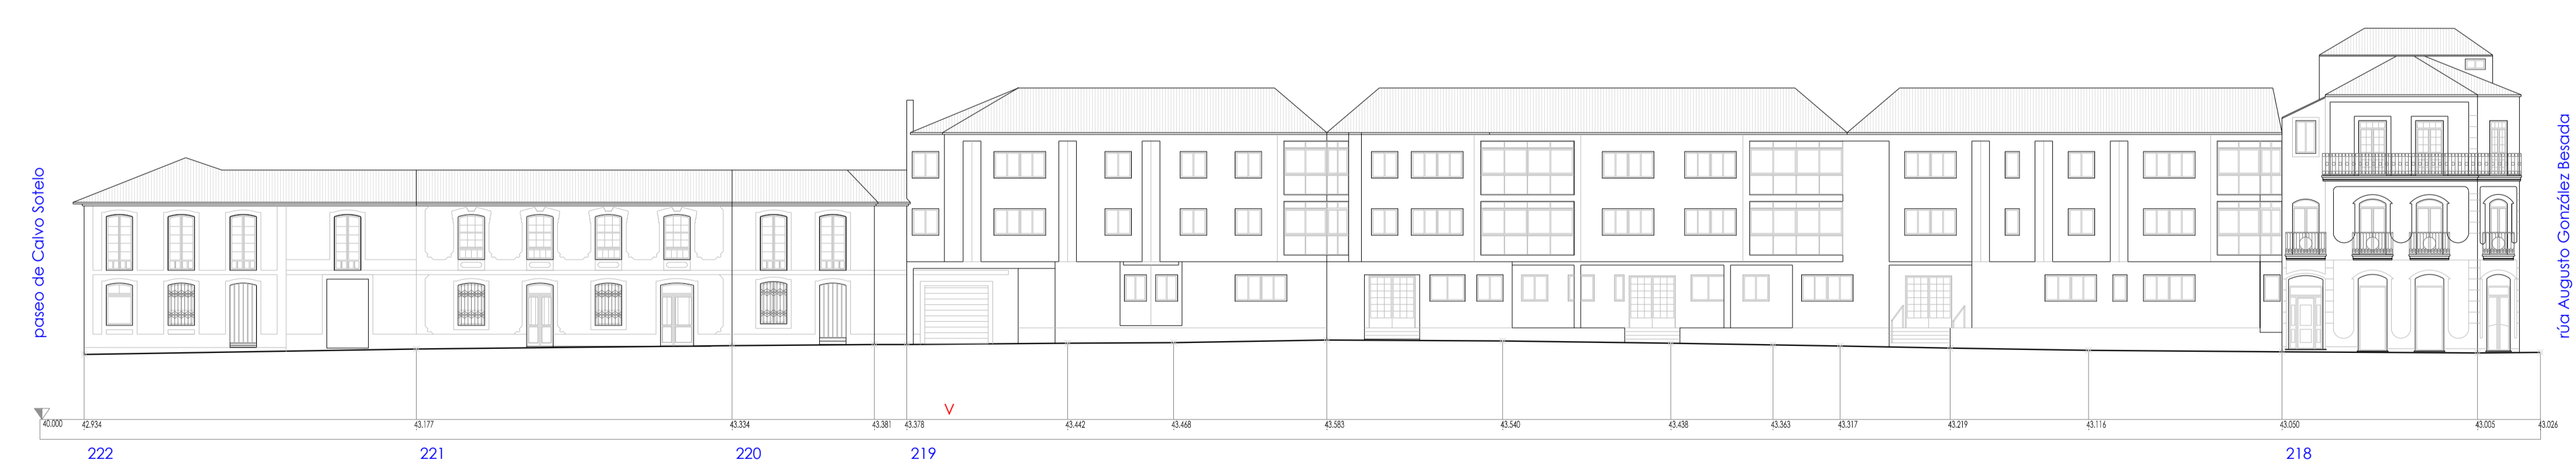 paseo de Calvo Sotelo
rúa Augusto González Besada
V
40.000 42.934 43.177 43.334 43.381 43.378 43.442 43.468 43.583 43.540 43.438 43.363 43.317 43.219 43.116 43.050 43.005 43.026
222 221 220 219 218